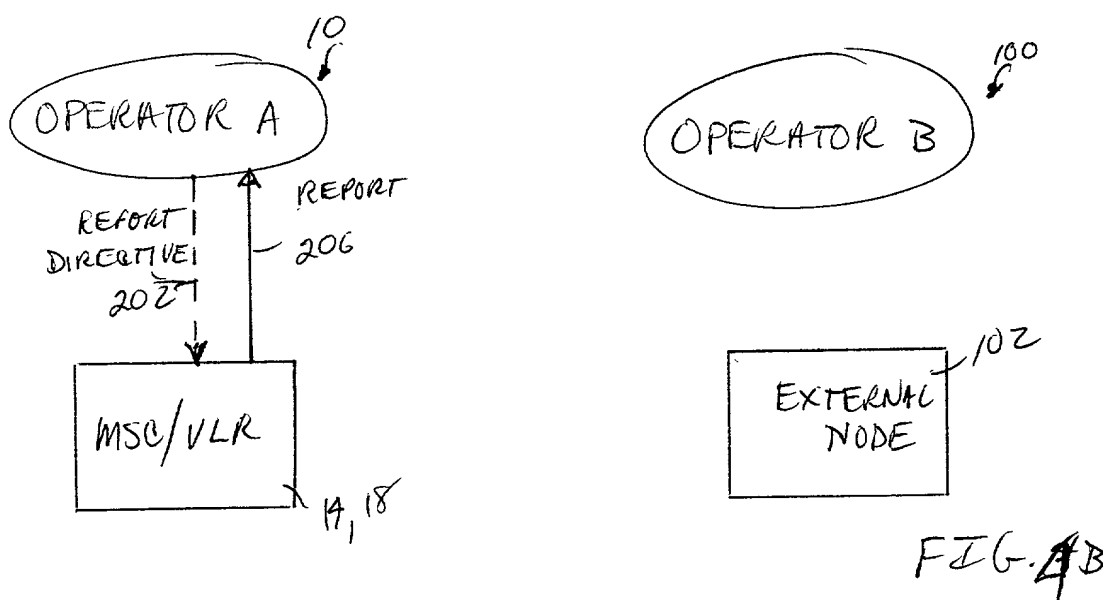 10
OPERATOR A
100
OPERATOR B
REPORT
REPORT
DIRECTIVE
202
206
MSC/VLR
14, 18
102
EXTERNAL
NODE
FIG. 4B